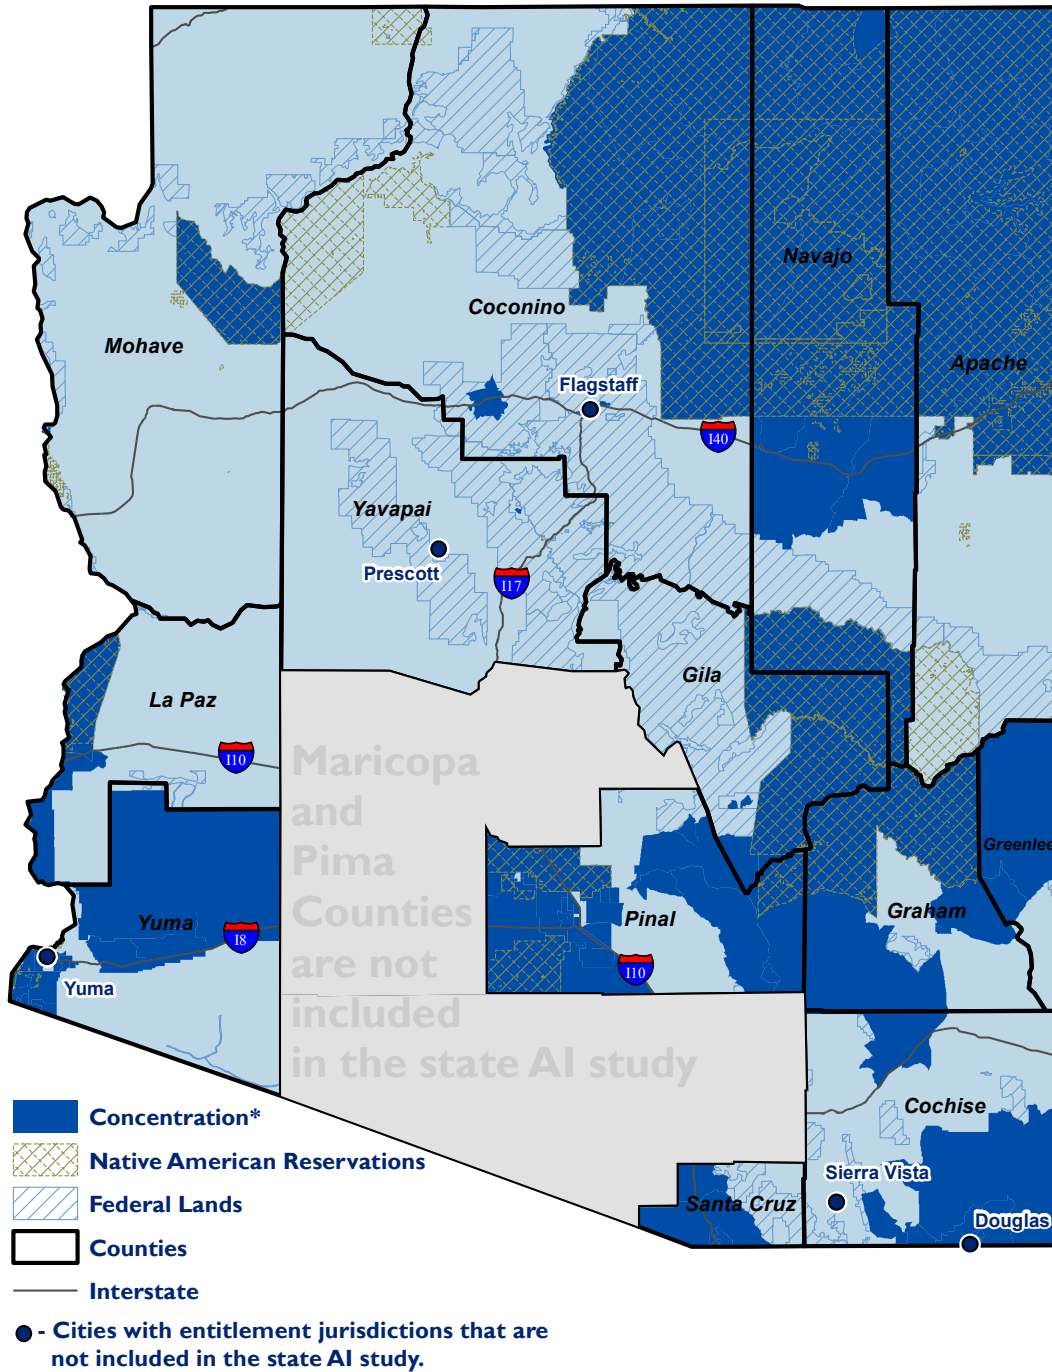 Navajo
Coconino
Mohave
Apache
Flagstaff
I40
Yavapai
Prescott
I17
Gila
La Paz
I10
Maricopa
and
Pima
Counties
are not
included
in the state AI study
Greenlee
Graham
Pinal
Yuma
I8
I10
Yuma
Cochise
Sierra Vista
Santa Cruz
Douglas
Concentration*
Native American Reservations
Federal Lands
Counties
Interstate
- Cities with entitlement jurisdictions that are
not included in the state AI study.